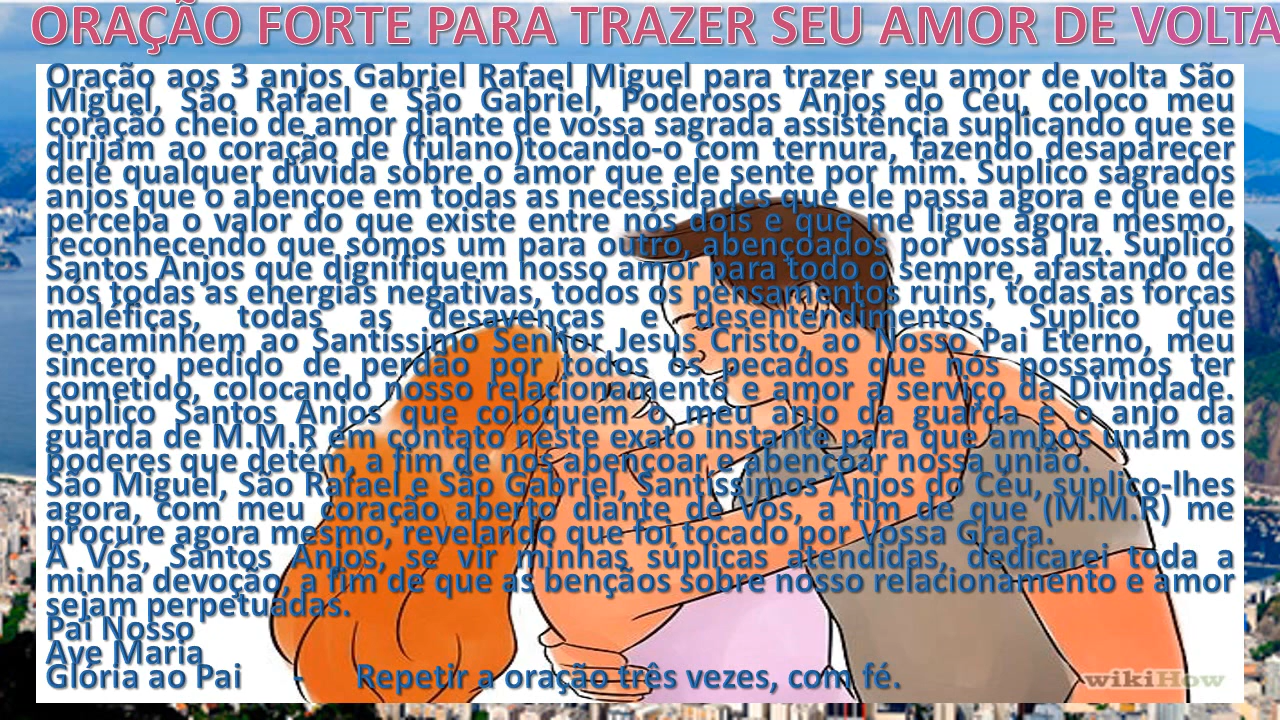 ORAÇÃO FORTE PARA TRAZER SEU AMOR DE VOLTA
Oração aos 3 anjos Gabriel Rafael Miguel para trazer seu amor de volta São
Miguel, São Rafael e São Gabriel, Poderosos Anjos do Céu, coloco meu
coração cheio de amor diante de vossa sagrada assistência suplicando que se
dirijam ao coração de (fulano)tocando-o com ternura, fazendo desaparecer
dele qualquer dúvida sobre o amor que ele sente por mim. Suplico sagrados
anjos que o abençoe em todas as necessidades que ele passa agora e que ele
perceba o valor do que existe entre nós dois e que me ligue agora mesmo,
reconhecendo que somos um para outro, abençoados por vossa luz. Suplico
Santos Anjos que dignifiquem nosso amor para todo o sempre, afastando de
nós todas as energias negativas, todos os pensamentos ruins, todas as forças
maléficas, todas as desavenças e desentendimentos. Suplico que
encaminhem ao Santíssimo Senhor Jesus Cristo, ao Nosso Pai Eterno, meu
sincero pedido de perdão por todos os pecados que nós possamos ter
cometido, colocando nosso relacionamento e amor a serviço da Divindade.
Suplico Santos Anjos que coloquem o meu anjo da guarda e o anjo da
guarda de M.M.R em contato neste exato instante para que ambos unam os
poderes que detém, a fim de nos abençoar e abençoar nossa união.
São Miguel, São Rafael e São Gabriel, Santíssimos Anjos do Céu, suplico-lhes
agora, com meu coração aberto diante de Vós, a fim de que (M.M.R) me
procure agora mesmo, revelando que foi tocado por Vossa Graça.
A Vós, Santos Anjos, se vir minhas súplicas atendidas, dedicarei toda a
minha devoção, a fim de que as bençãos sobre nosso relacionamento e amor
sejam perpetuadas.
Pai Nosso
Ave Maria
Glória ao Pai - Repetir a oração três vezes, com fé.
wikiHow